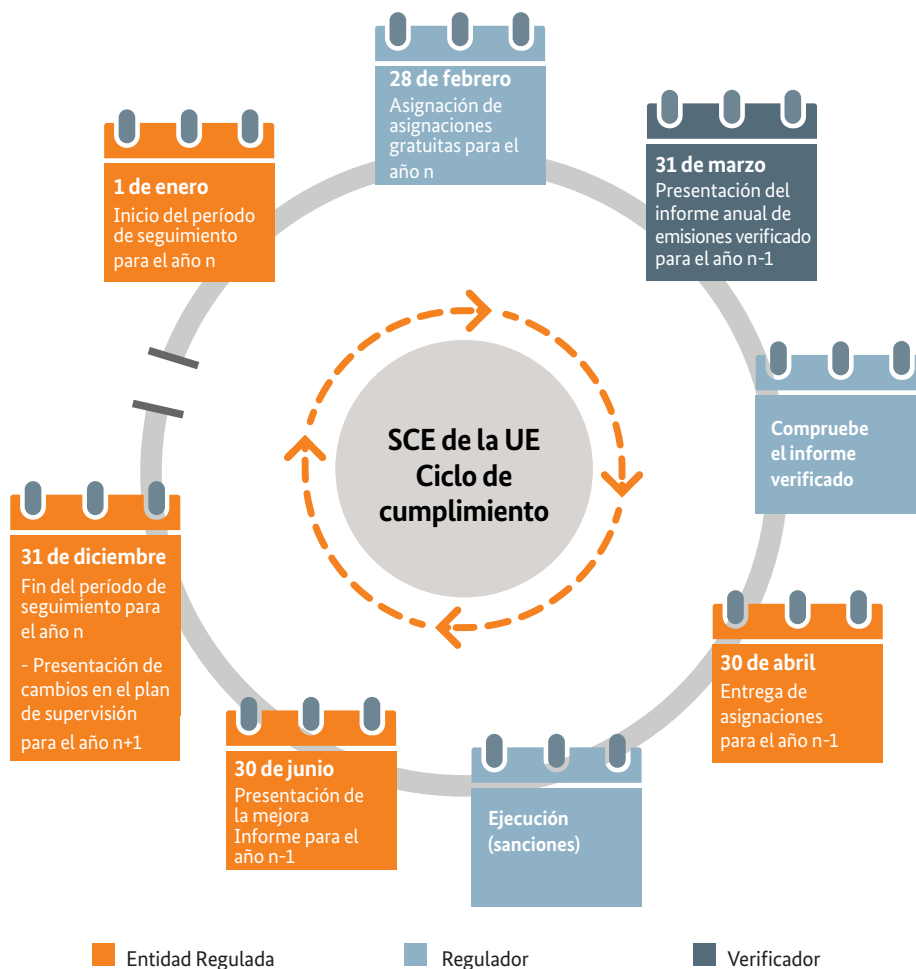 28 de febrero
Asignación de
asignaciones
gratuitas para el
año n
1 de enero
Inicio del período
de seguimiento
para el año n
31 de marzo
Presentación del
informe anual de
emisiones verificado
para el año n-1
SCE de la UE
Ciclo de
cumplimiento
Compruebe
el informe
verificado
31 de diciembre
Fin del período de
seguimiento para
el año n
- Presentación de
cambios en el plan
de supervisión
para el año n+1
30 de abril
Entrega de
asignaciones
para el año n-1
30 de junio
Presentación de
la mejora
Informe para el
año n-1
Ejecución
(sanciones)
Entidad Regulada
Regulador
Verificador